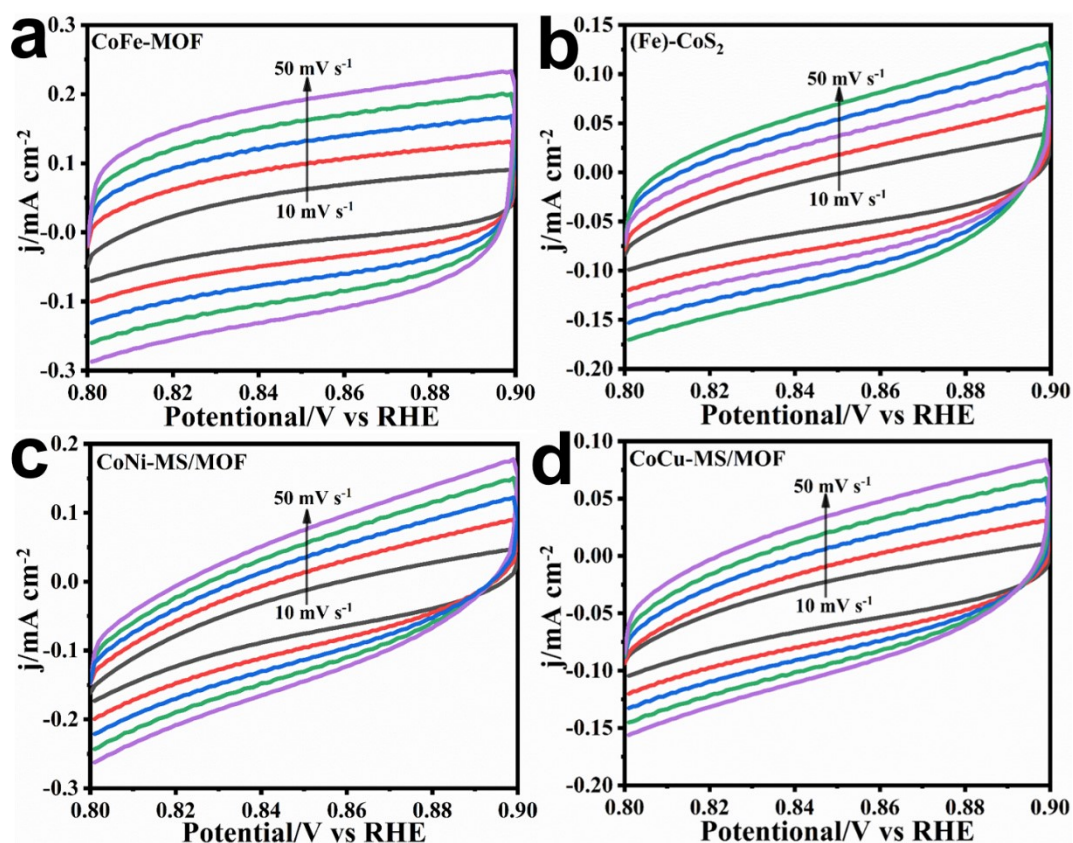 a
CoFe-MOF
50 mV s⁻¹
10 mV s⁻¹
j/mA cm⁻²
0.3
0.2
0.1
-0.0
-0.1
-0.3
0.80 0.82 0.84 0.86 0.88 0.90
Potentional/V vs RHE
b
(Fe)-CoS₂
50 mV s⁻¹
10 mV s⁻¹
j/mA cm⁻²
0.15
0.10
0.05
0.00
-0.05
-0.10
-0.15
-0.20
0.80 0.82 0.84 0.86 0.88 0.90
Potentional/V vs RHE
c
CoNi-MS/MOF
50 mV s⁻¹
10 mV s⁻¹
j/mA cm⁻²
0.2
0.1
0.0
-0.1
-0.2
-0.3
0.80 0.82 0.84 0.86 0.88 0.90
Potential/V vs RHE
d
CoCu-MS/MOF
50 mV s⁻¹
10 mV s⁻¹
j/mA cm⁻²
0.10
0.05
0.00
-0.05
-0.10
-0.15
-0.20
0.80 0.82 0.84 0.86 0.88 0.90
Potentional/V vs RHE